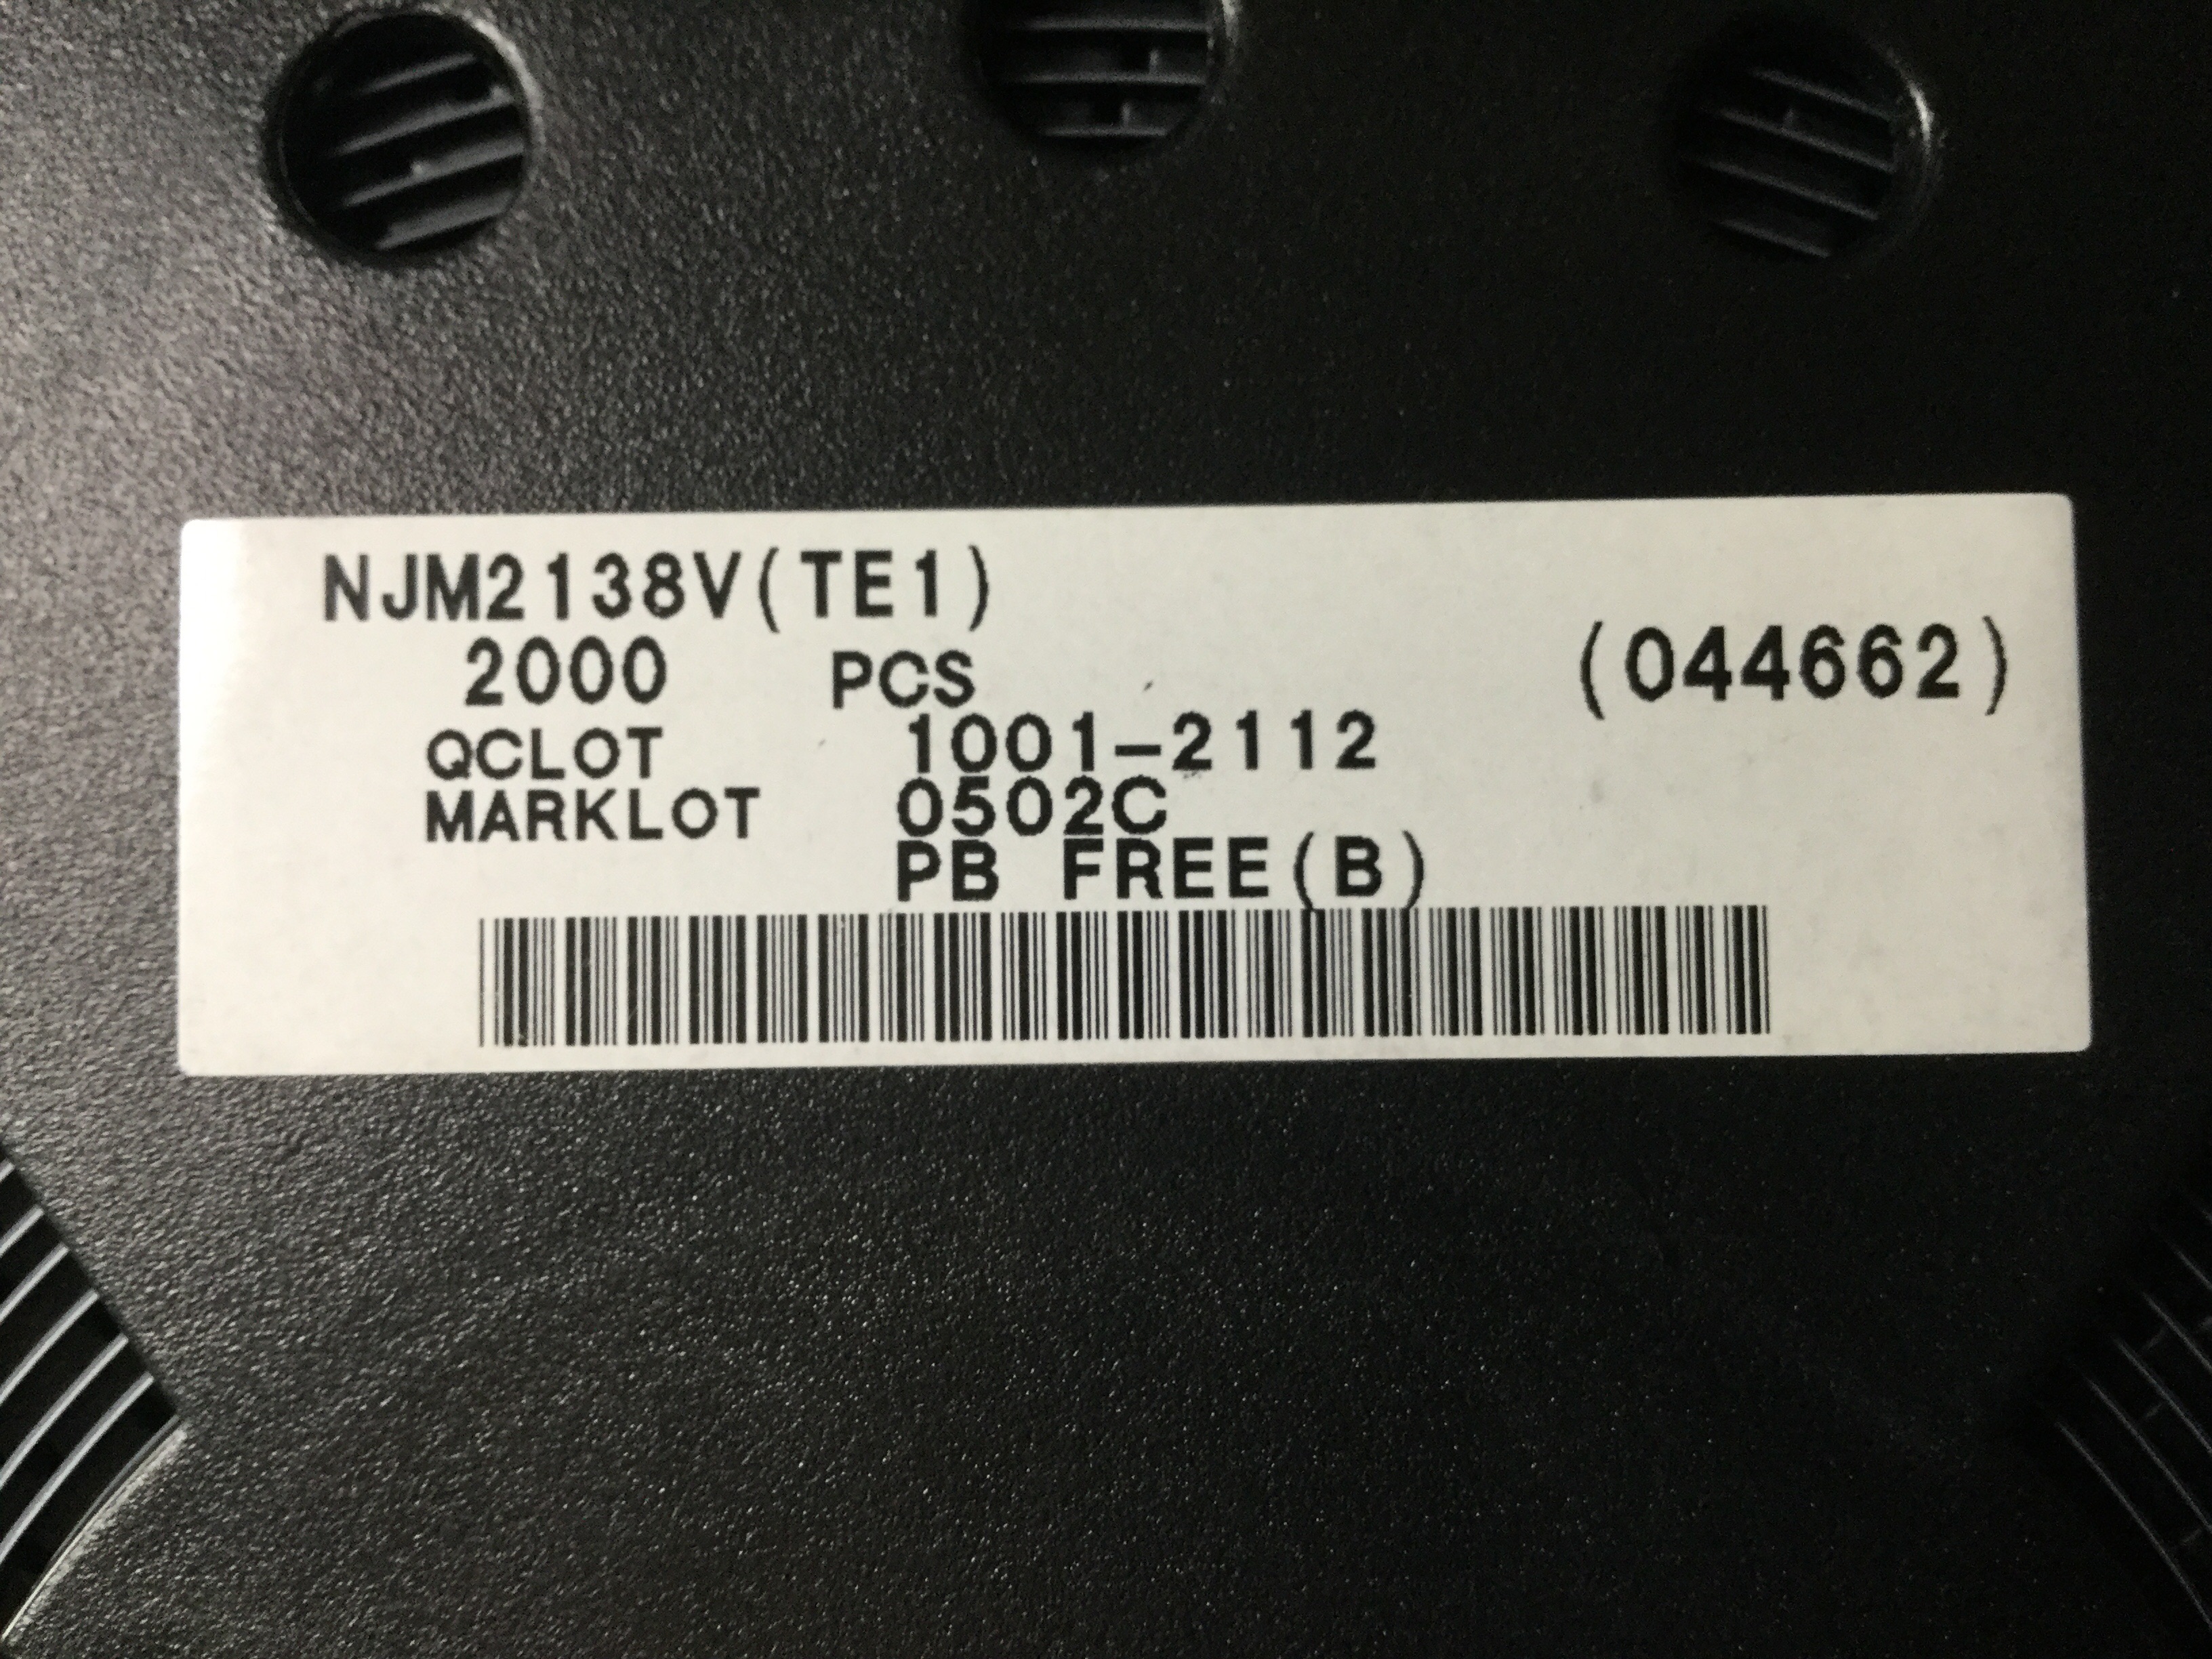 NJM2138V(TE1)
2000 PCS (044662)
QCLOT 1001-2112
MARKLOT 0502C
PB FREE(B)